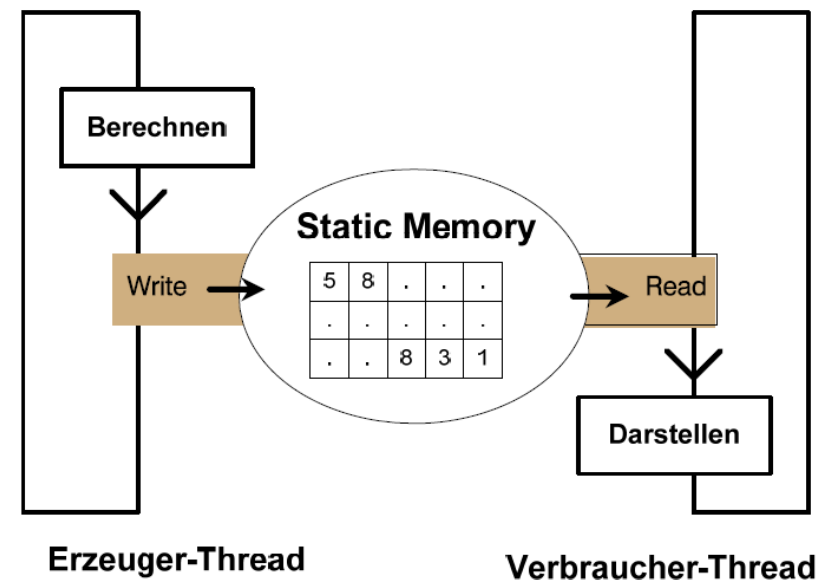 Berechnen
Static Memory
Write
5 8 . . .
. . . . .
. . 8 3 1
Read
Darstellen
Erzeuger-Thread
Verbraucher-Thread